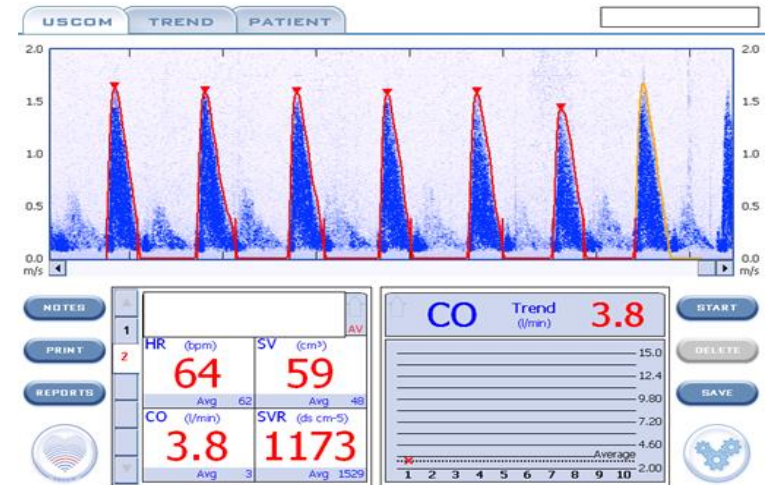 USCOM TREND PATIENT
2.0 2.0
1.5 1.5
1.0 1.0
0.5 0.5
0.0 0.0
m/s m/s
NOTES
PRINT
REPORTS
1
2
AV
HR (bpm) SV (cm³)
64 59
Avg 62 Avg 48
CO (l/min) SVR (ds cm-5)
3.8 1173
Avg 3 Avg 1529
CO Trend (l/min) 3.8
15.0
12.4
9.80
7.20
4.60
Average
2.00
1 2 3 4 5 6 7 8 9 10
START
DELETE
SAVE